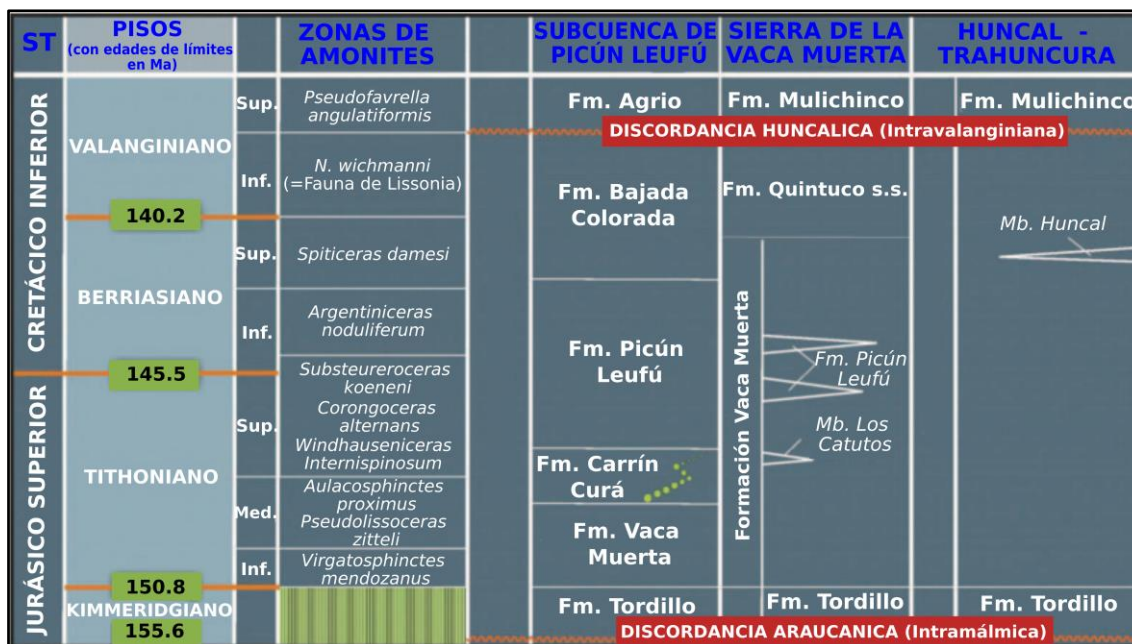 ST
PISOS
(con edades de límites
en Ma)
ZONAS DE
AMONITES
SUBCUENCA DE
PICÚN LEUFÚ
SIERRA DE LA
VACA MUERTA
HUNCAL -
TRAHUNCURA
CRETÁCICO INFERIOR
JURÁSICO SUPERIOR
VALANGINIANO
140.2
BERRIASIANO
145.5
TITHONIANO
150.8
KIMMERIDGIANO
155.6
Sup.
Inf.
Sup.
Inf.
Sup.
Med.
Inf.
Pseudofavrella
angulatiformis
N. wichmanni
(=Fauna de Lissonia)
Spiticeras damesi
Argentiniceras
noduliferum
Substeureroceras
koeneni
Corongoceras
alternans
Windhauseniceras
Internispinosum
Aulacosphinctes
proximus
Pseudolissoceras
zitteli
Virgatosphinctes
mendozanus
Fm. Agrio
Fm. Mulichinco
Fm. Mulichinco
DISCORDANCIA HUNCALICA (Intravalanginiana)
Fm. Bajada
Colorada
Fm. Picún
Leufú
Fm. Carrín
Curá
Fm. Vaca
Muerta
Fm. Tordillo
Fm. Quintuco s.s.
Formación Vaca Muerta
Fm. Picún
Leufú
Mb. Los
Catutos
Fm. Tordillo
Mb. Huncal
Fm. Tordillo
DISCORDANCIA ARAUCANICA (Intramálmica)